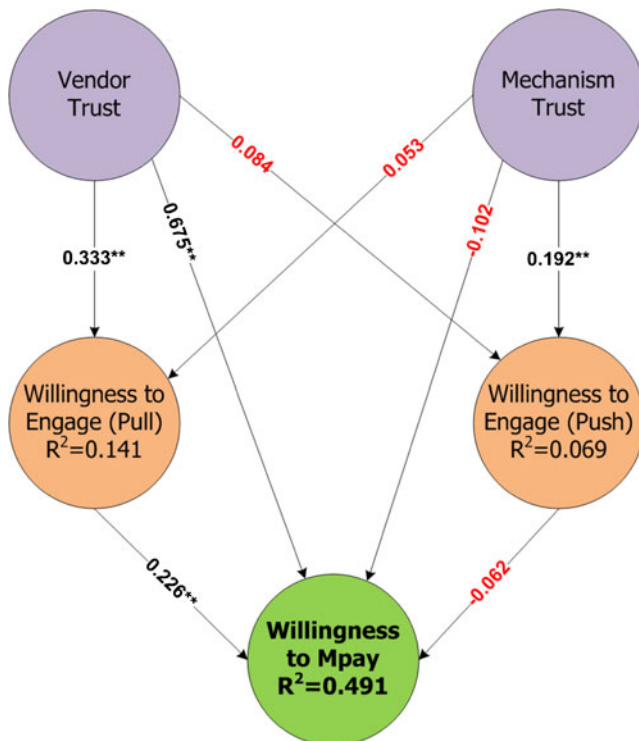 Vendor
Trust
Mechanism
Trust
0.084
0.053
0.675**
-0.102
0.333**
0.192**
Willingness to
Engage (Pull)
R²=0.141
Willingness to
Engage (Push)
R²=0.069
0.226**
-0.062
Willingness
to Mpay
R²=0.491